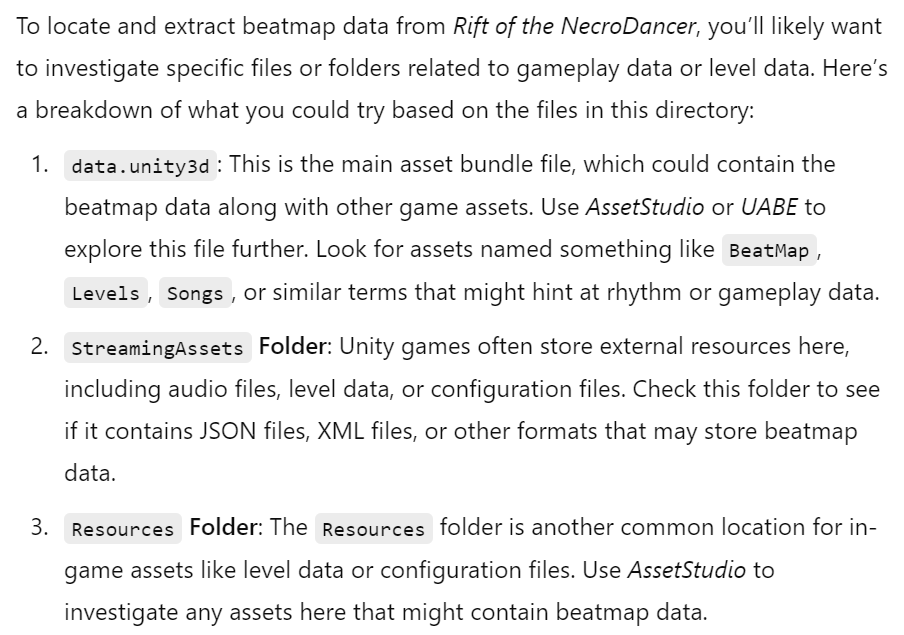 To locate and extract beatmap data from Rift of the NecroDancer, you’ll likely want
to investigate specific files or folders related to gameplay data or level data. Here’s
a breakdown of what you could try based on the files in this directory:
1. data.unity3d: This is the main asset bundle file, which could contain the
beatmap data along with other game assets. Use AssetStudio or UABE to
explore this file further. Look for assets named something like BeatMap,
Levels, Songs, or similar terms that might hint at rhythm or gameplay data.
2. StreamingAssets Folder: Unity games often store external resources here,
including audio files, level data, or configuration files. Check this folder to see
if it contains JSON files, XML files, or other formats that may store beatmap
data.
3. Resources Folder: The Resources folder is another common location for in-
game assets like level data or configuration files. Use AssetStudio to
investigate any assets here that might contain beatmap data.